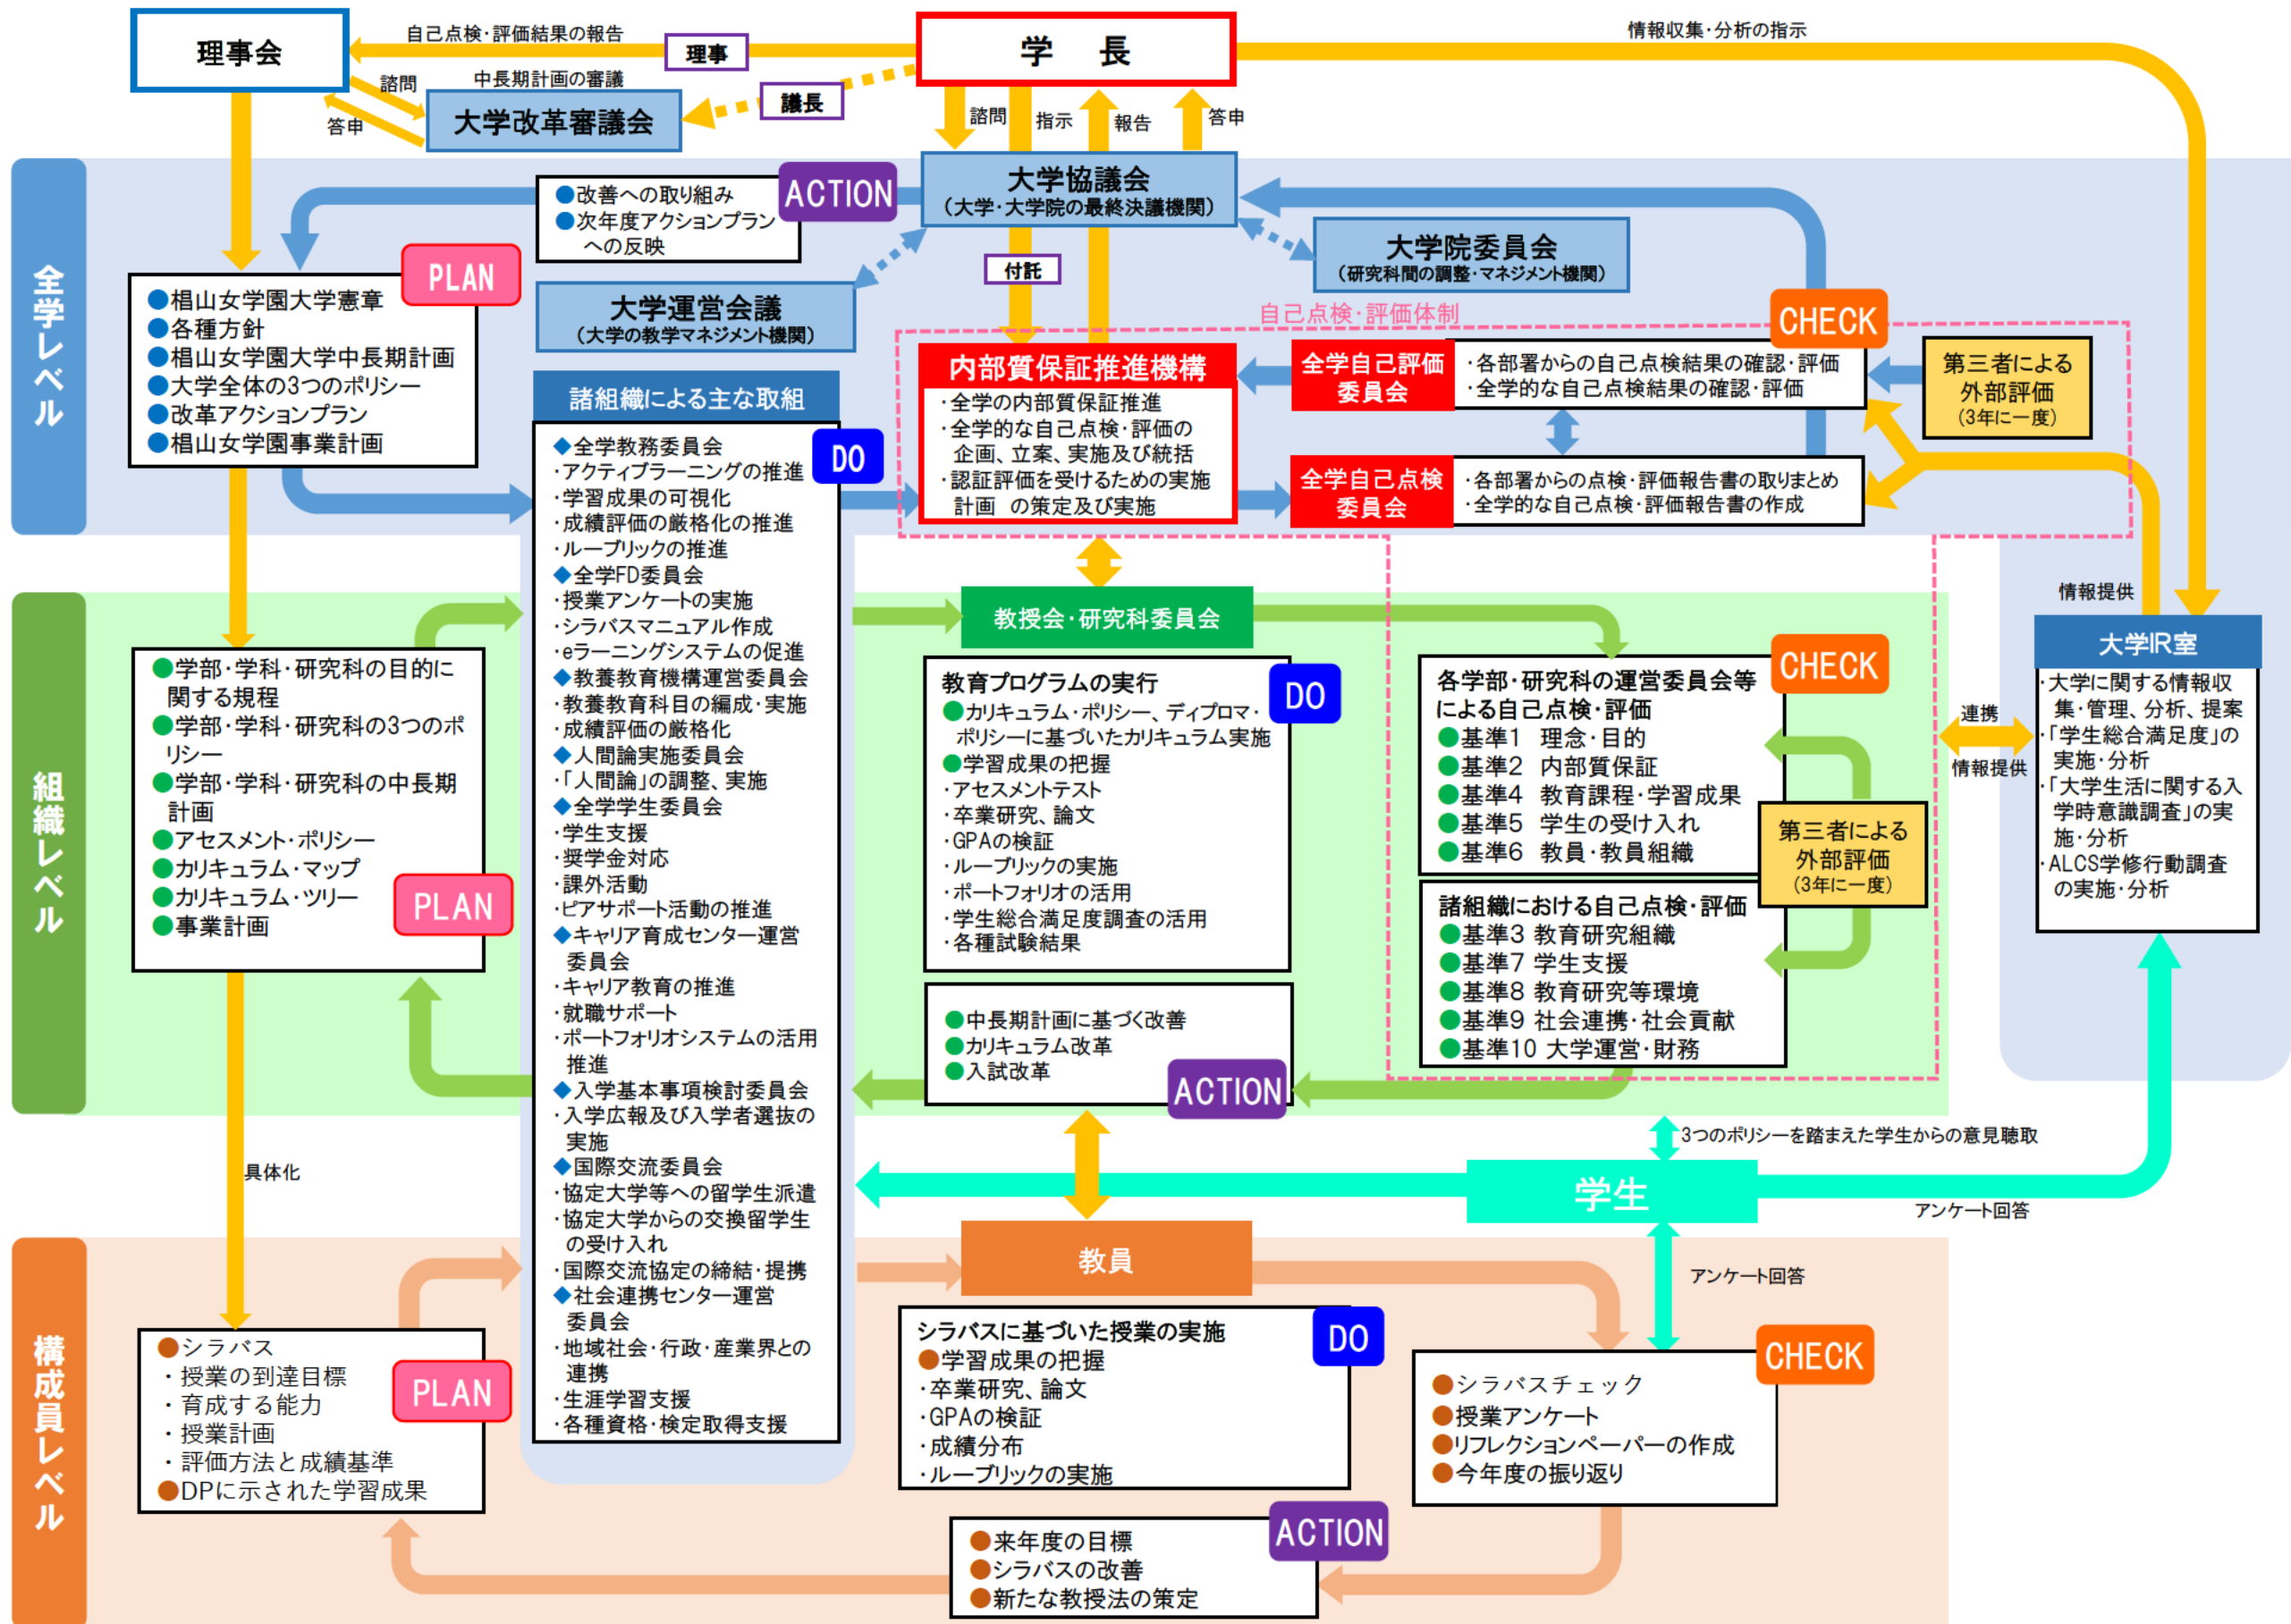 理事会
自己点検・評価結果の報告
理事
学　長
情報収集・分析の指示
諮問
答申
中長期計画の審議
大学改革審議会
議長
諮問
指示
報告
答申
全学レベル
●改善への取り組み
●次年度アクションプラン
への反映
ACTION
大学協議会
（大学・大学院の最終決議機関）
大学院委員会
（研究科間の調整・マネジメント機関）
付託
大学運営会議
（大学の教学マネジメント機関）
PLAN
●椙山女学園大学憲章
●各種方針
●椙山女学園大学中長期計画
●大学全体の3つのポリシー
●改革アクションプラン
●椙山女学園事業計画
自己点検・評価体制
CHECK
内部質保証推進機構
・全学の内部質保証推進
・全学的な自己点検・評価の
企画、立案、実施及び統括
・認証評価を受けるための実施
計画　の策定及び実施
全学自己評価
委員会
・各部署からの自己点検結果の確認・評価
・全学的な自己点検結果の確認・評価
第三者による
外部評価
（3年に一度）
全学自己点検
委員会
・各部署からの点検・評価報告書の取りまとめ
・全学的な自己点検・評価報告書の作成
諸組織による主な取組
DO
◆全学教務委員会
・アクティブラーニングの推進
・学習成果の可視化
・成績評価の厳格化の推進
・ルーブリックの推進
◆全学FD委員会
・授業アンケートの実施
・シラバスマニュアル作成
・eラーニングシステムの促進
◆教養教育機構運営委員会
・教養教育科目の編成・実施
・成績評価の厳格化
◆人間論実施委員会
・「人間論」の調整、実施
◆全学学生委員会
・学生支援
・奨学金対応
・課外活動
・ピアサポート活動の推進
◆キャリア育成センター運営
委員会
・キャリア教育の推進
・就職サポート
・ポートフォリオシステムの活用
推進
◆入学基本事項検討委員会
・入学広報及び入学者選抜の
実施
◆国際交流委員会
・協定大学等への留学生派遣
・協定大学からの交換留学生
の受け入れ
・国際交流協定の締結・提携
◆社会連携センター運営
委員会
・地域社会・行政・産業界との
連携
・生涯学習支援
・各種資格・検定取得支援
組織レベル
●学部・学科・研究科の目的に
関する規程
●学部・学科・研究科の3つのポ
リシー
●学部・学科・研究科の中長期
計画
●アセスメント・ポリシー
●カリキュラム・マップ
●カリキュラム・ツリー
●事業計画
PLAN
教授会・研究科委員会
教育プログラムの実行
DO
●カリキュラム・ポリシー、ディプロマ・
ポリシーに基づいたカリキュラム実施
●学習成果の把握
・アセスメントテスト
・卒業研究、論文
・GPAの検証
・ルーブリックの実施
・ポートフォリオの活用
・学生総合満足度調査の活用
・各種試験結果
●中長期計画に基づく改善
●カリキュラム改革
●入試改革
ACTION
CHECK
各学部・研究科の運営委員会等
による自己点検・評価
●基準1　理念・目的
●基準2　内部質保証
●基準4　教育課程・学習成果
●基準5　学生の受け入れ
●基準6　教員・教員組織
第三者による
外部評価
（3年に一度）
諸組織における自己点検・評価
●基準3 教育研究組織
●基準7 学生支援
●基準8 教育研究等環境
●基準9 社会連携・社会貢献
●基準10 大学運営・財務
情報提供
連携
情報提供
大学IR室
・大学に関する情報収
集・管理、分析、提案
・「学生総合満足度」の
実施・分析
・「大学生活に関する入
学時意識調査」の実
施・分析
・ALCS学修行動調査
の実施・分析
3つのポリシーを踏まえた学生からの意見聴取
学生
アンケート回答
アンケート回答
具体化
構成員レベル
●シラバス
・授業の到達目標
・育成する能力
・授業計画
・評価方法と成績基準
●DPに示された学習成果
PLAN
教員
シラバスに基づいた授業の実施
DO
●学習成果の把握
・卒業研究、論文
・GPAの検証
・成績分布
・ルーブリックの実施
CHECK
●シラバスチェック
●授業アンケート
●リフレクションペーパーの作成
●今年度の振り返り
ACTION
●来年度の目標
●シラバスの改善
●新たな教授法の策定